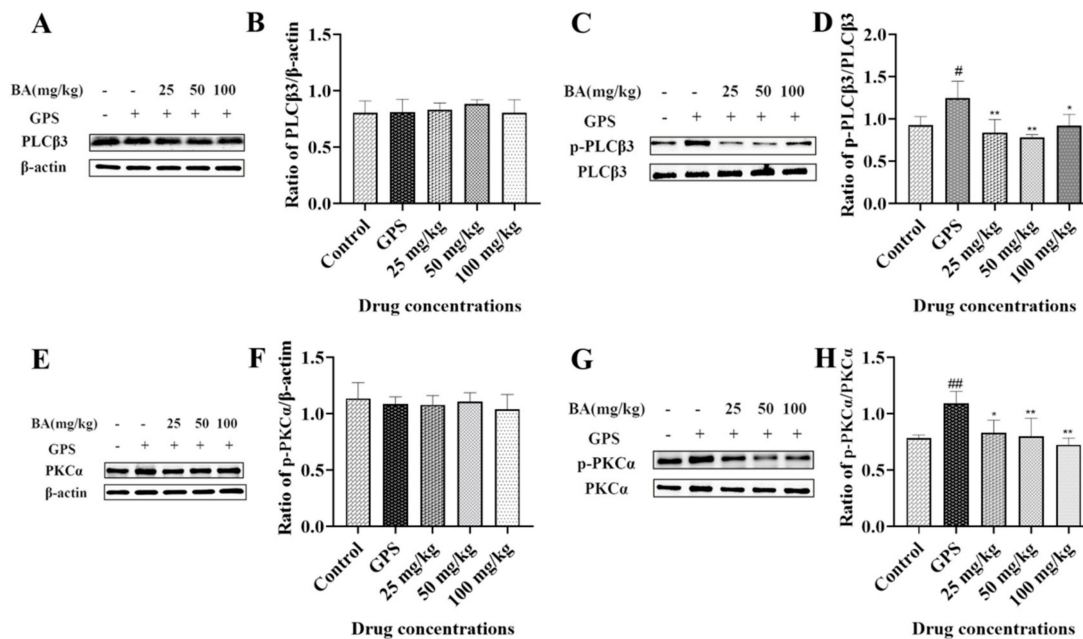 A
BA(mg/kg) - - 25 50 100
GPS - + + + +
PLCβ3
β-actin
B
Ratio of PLCβ3/β-actin
1.5
1.0
0.5
0.0
Control
GPS
25 mg/kg
50 mg/kg
100 mg/kg
Drug concentrations
C
BA(mg/kg) - - 25 50 100
GPS - + + + +
p-PLCβ3
PLCβ3
D
Ratio of p-PLCβ3/PLCβ3
2.0
1.5
1.0
0.5
0.0
#
**
**
*
Control
GPS
25 mg/kg
50 mg/kg
100 mg/kg
Drug concentrations
E
BA(mg/kg) - - 25 50 100
GPS - + + + +
PKCα
β-actin
F
Ratio of p-PKCα/β-actim
1.5
1.0
0.5
0.0
Control
GPS
25 mg/kg
50 mg/kg
100 mg/kg
Drug concentrations
G
BA(mg/kg) - - 25 50 100
GPS - + + + +
p-PKCα
PKCα
H
Ratio of p-PKCα/PKCα
1.5
1.0
0.5
0.0
##
*
**
**
Control
GPS
25 mg/kg
50 mg/kg
100 mg/kg
Drug concentrations